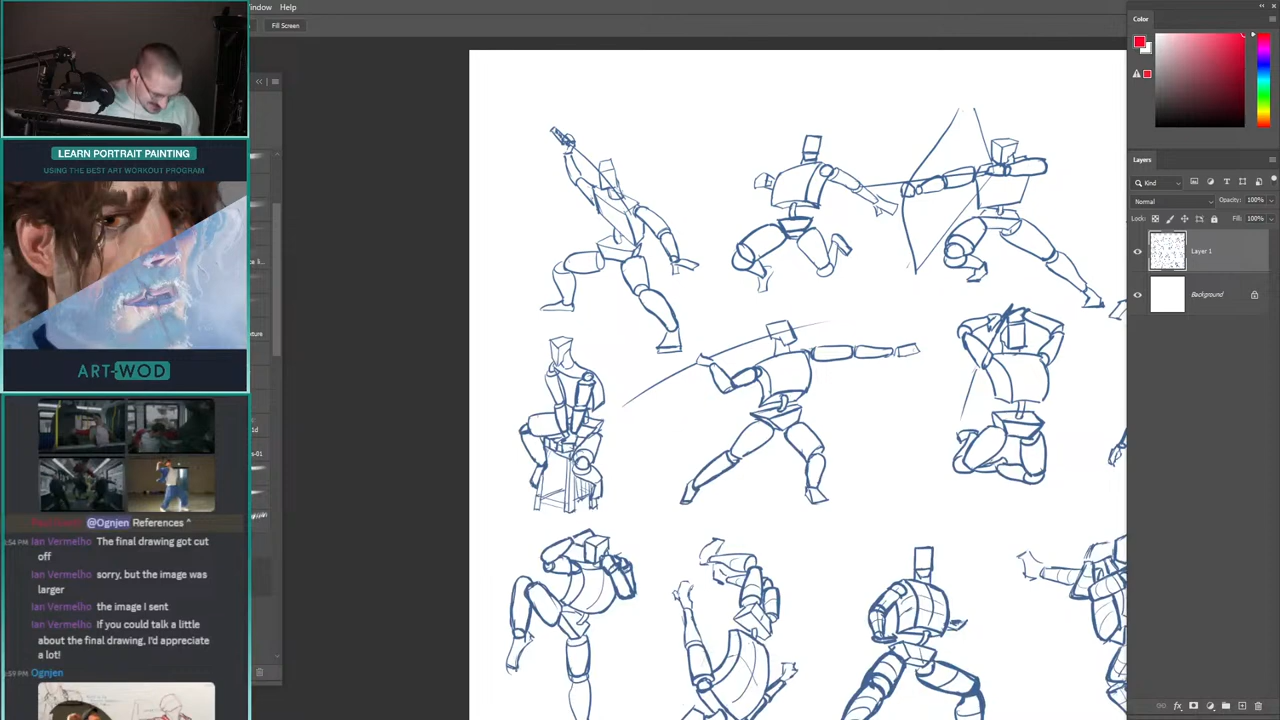 Window
Help
Fill Screen
Color
LEARN PORTRAIT PAINTING
USING THE BEST ART WORKOUT PROGRAM
ART-WOD
Layers
Kind
Normal
Opacity: 100%
Lock:
Fill: 100%
Layer 1
Background
@Ognjen References ^
Ian Vermelho The final drawing got cut
off
Ian Vermelho sorry, but the image was
larger
Ian Vermelho the image I sent
Ian Vermelho If you could talk a little
about the final drawing, I'd appreciate
a lot!
Ognjen